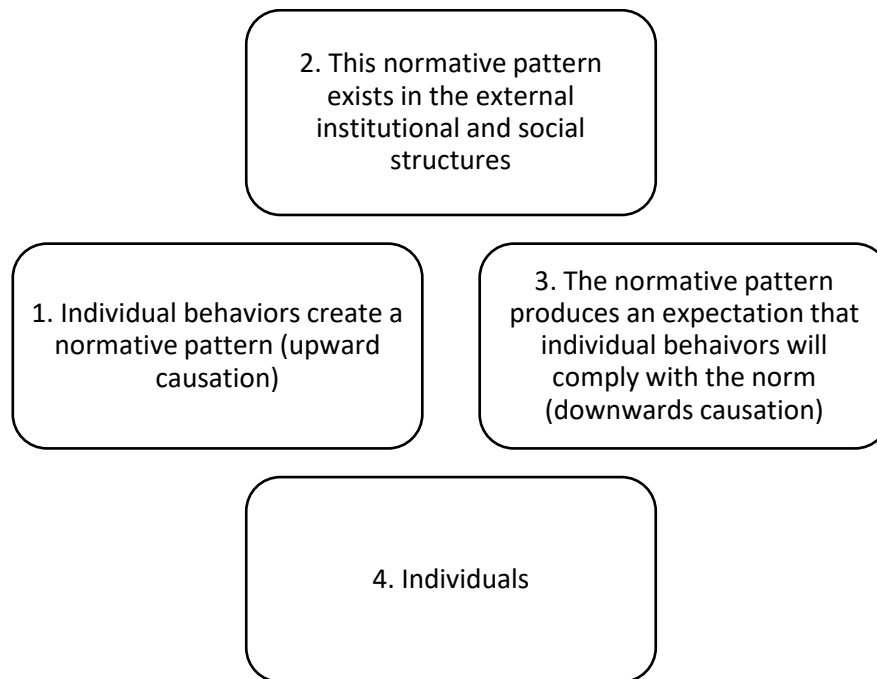 2. This normative pattern
exists in the external
institutional and social
structures
1. Individual behaviors create a
normative pattern (upward
causation)
3. The normative pattern
produces an expectation that
individual behaivors will
comply with the norm
(downwards causation)
4. Individuals